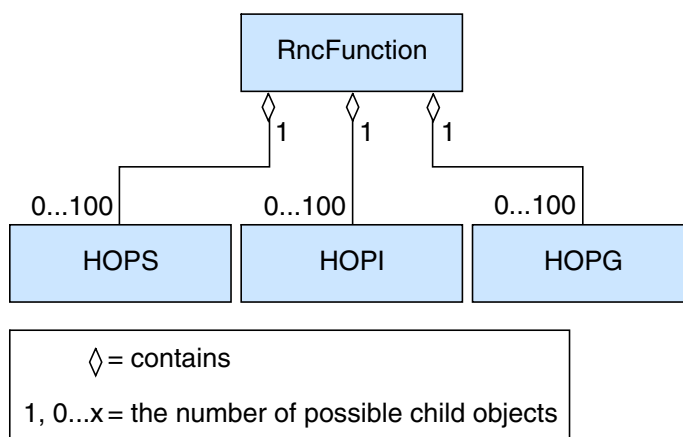 RncFunction
1 1 1
0...100 0...100 0...100
HOPS HOPI HOPG
= contains
1, 0...x = the number of possible child objects